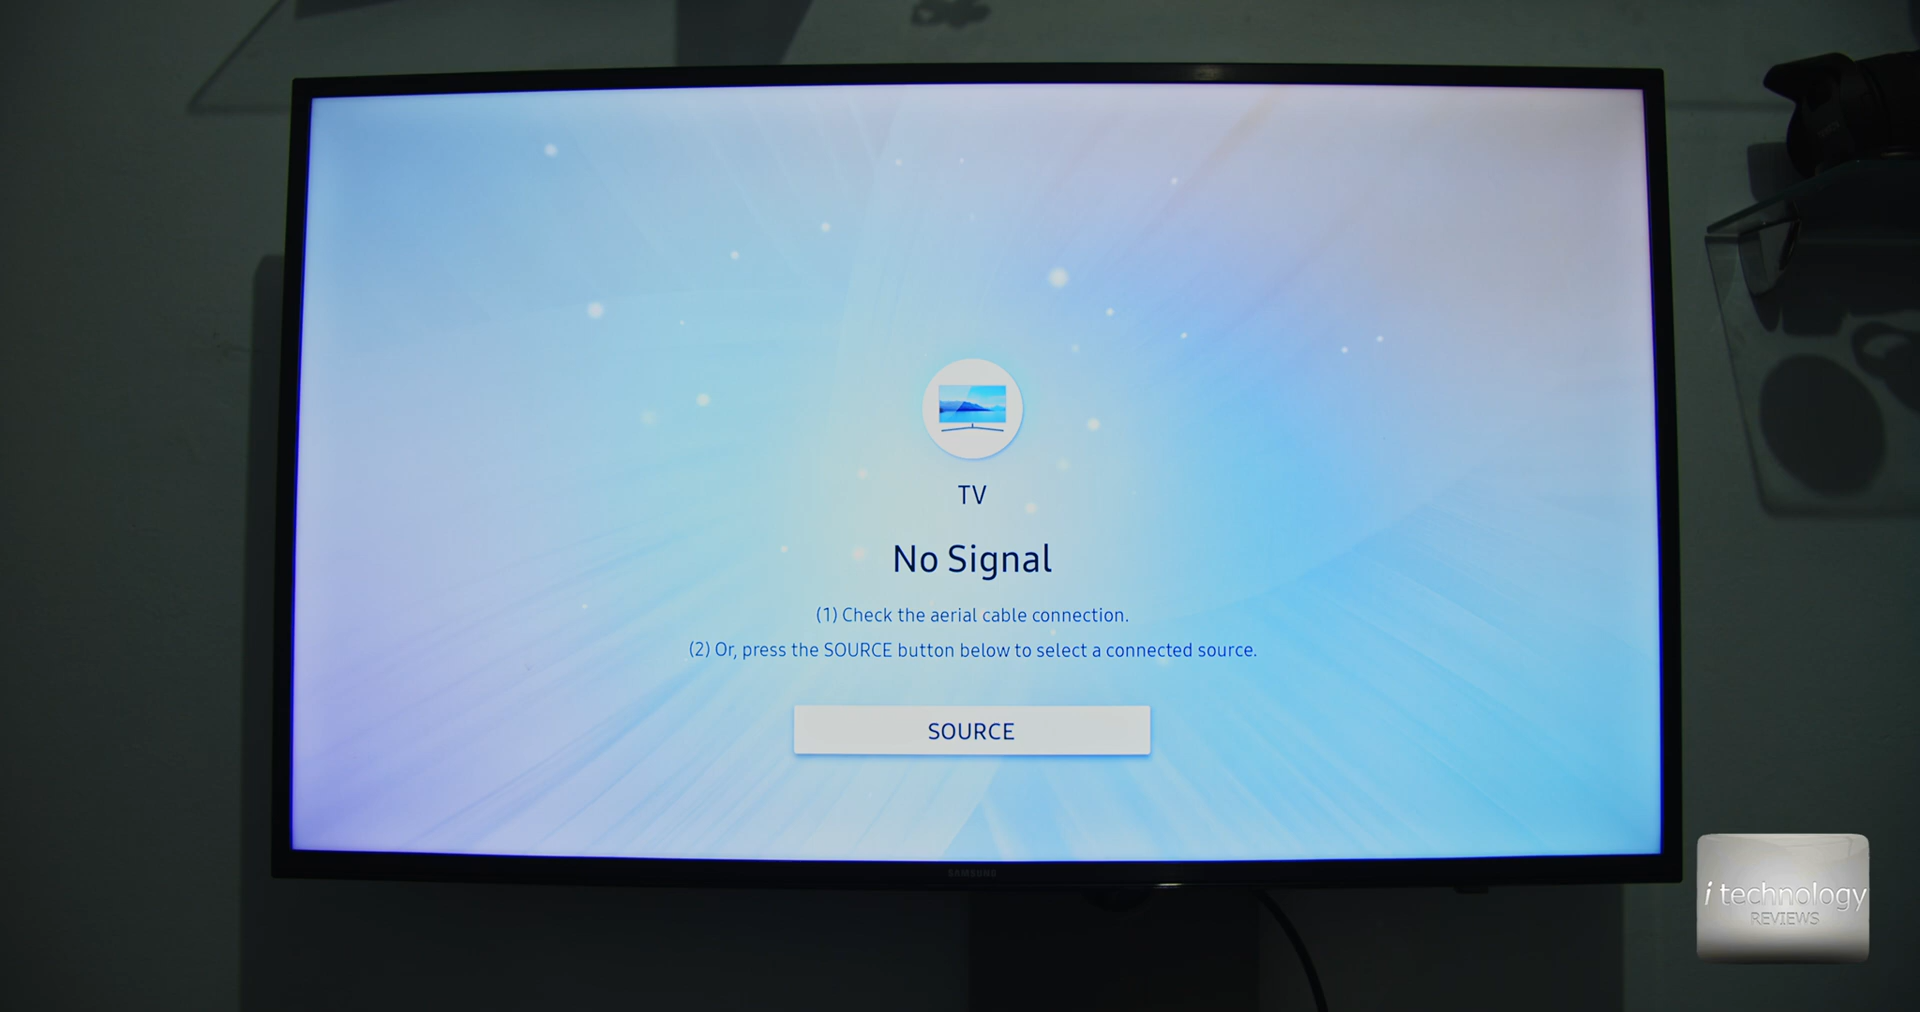 TV
No Signal
(1) Check the aerial cable connection.
(2) Or, press the SOURCE button below to select a connected source.
SOURCE
SAMSUNG
i technology
REVIEWS